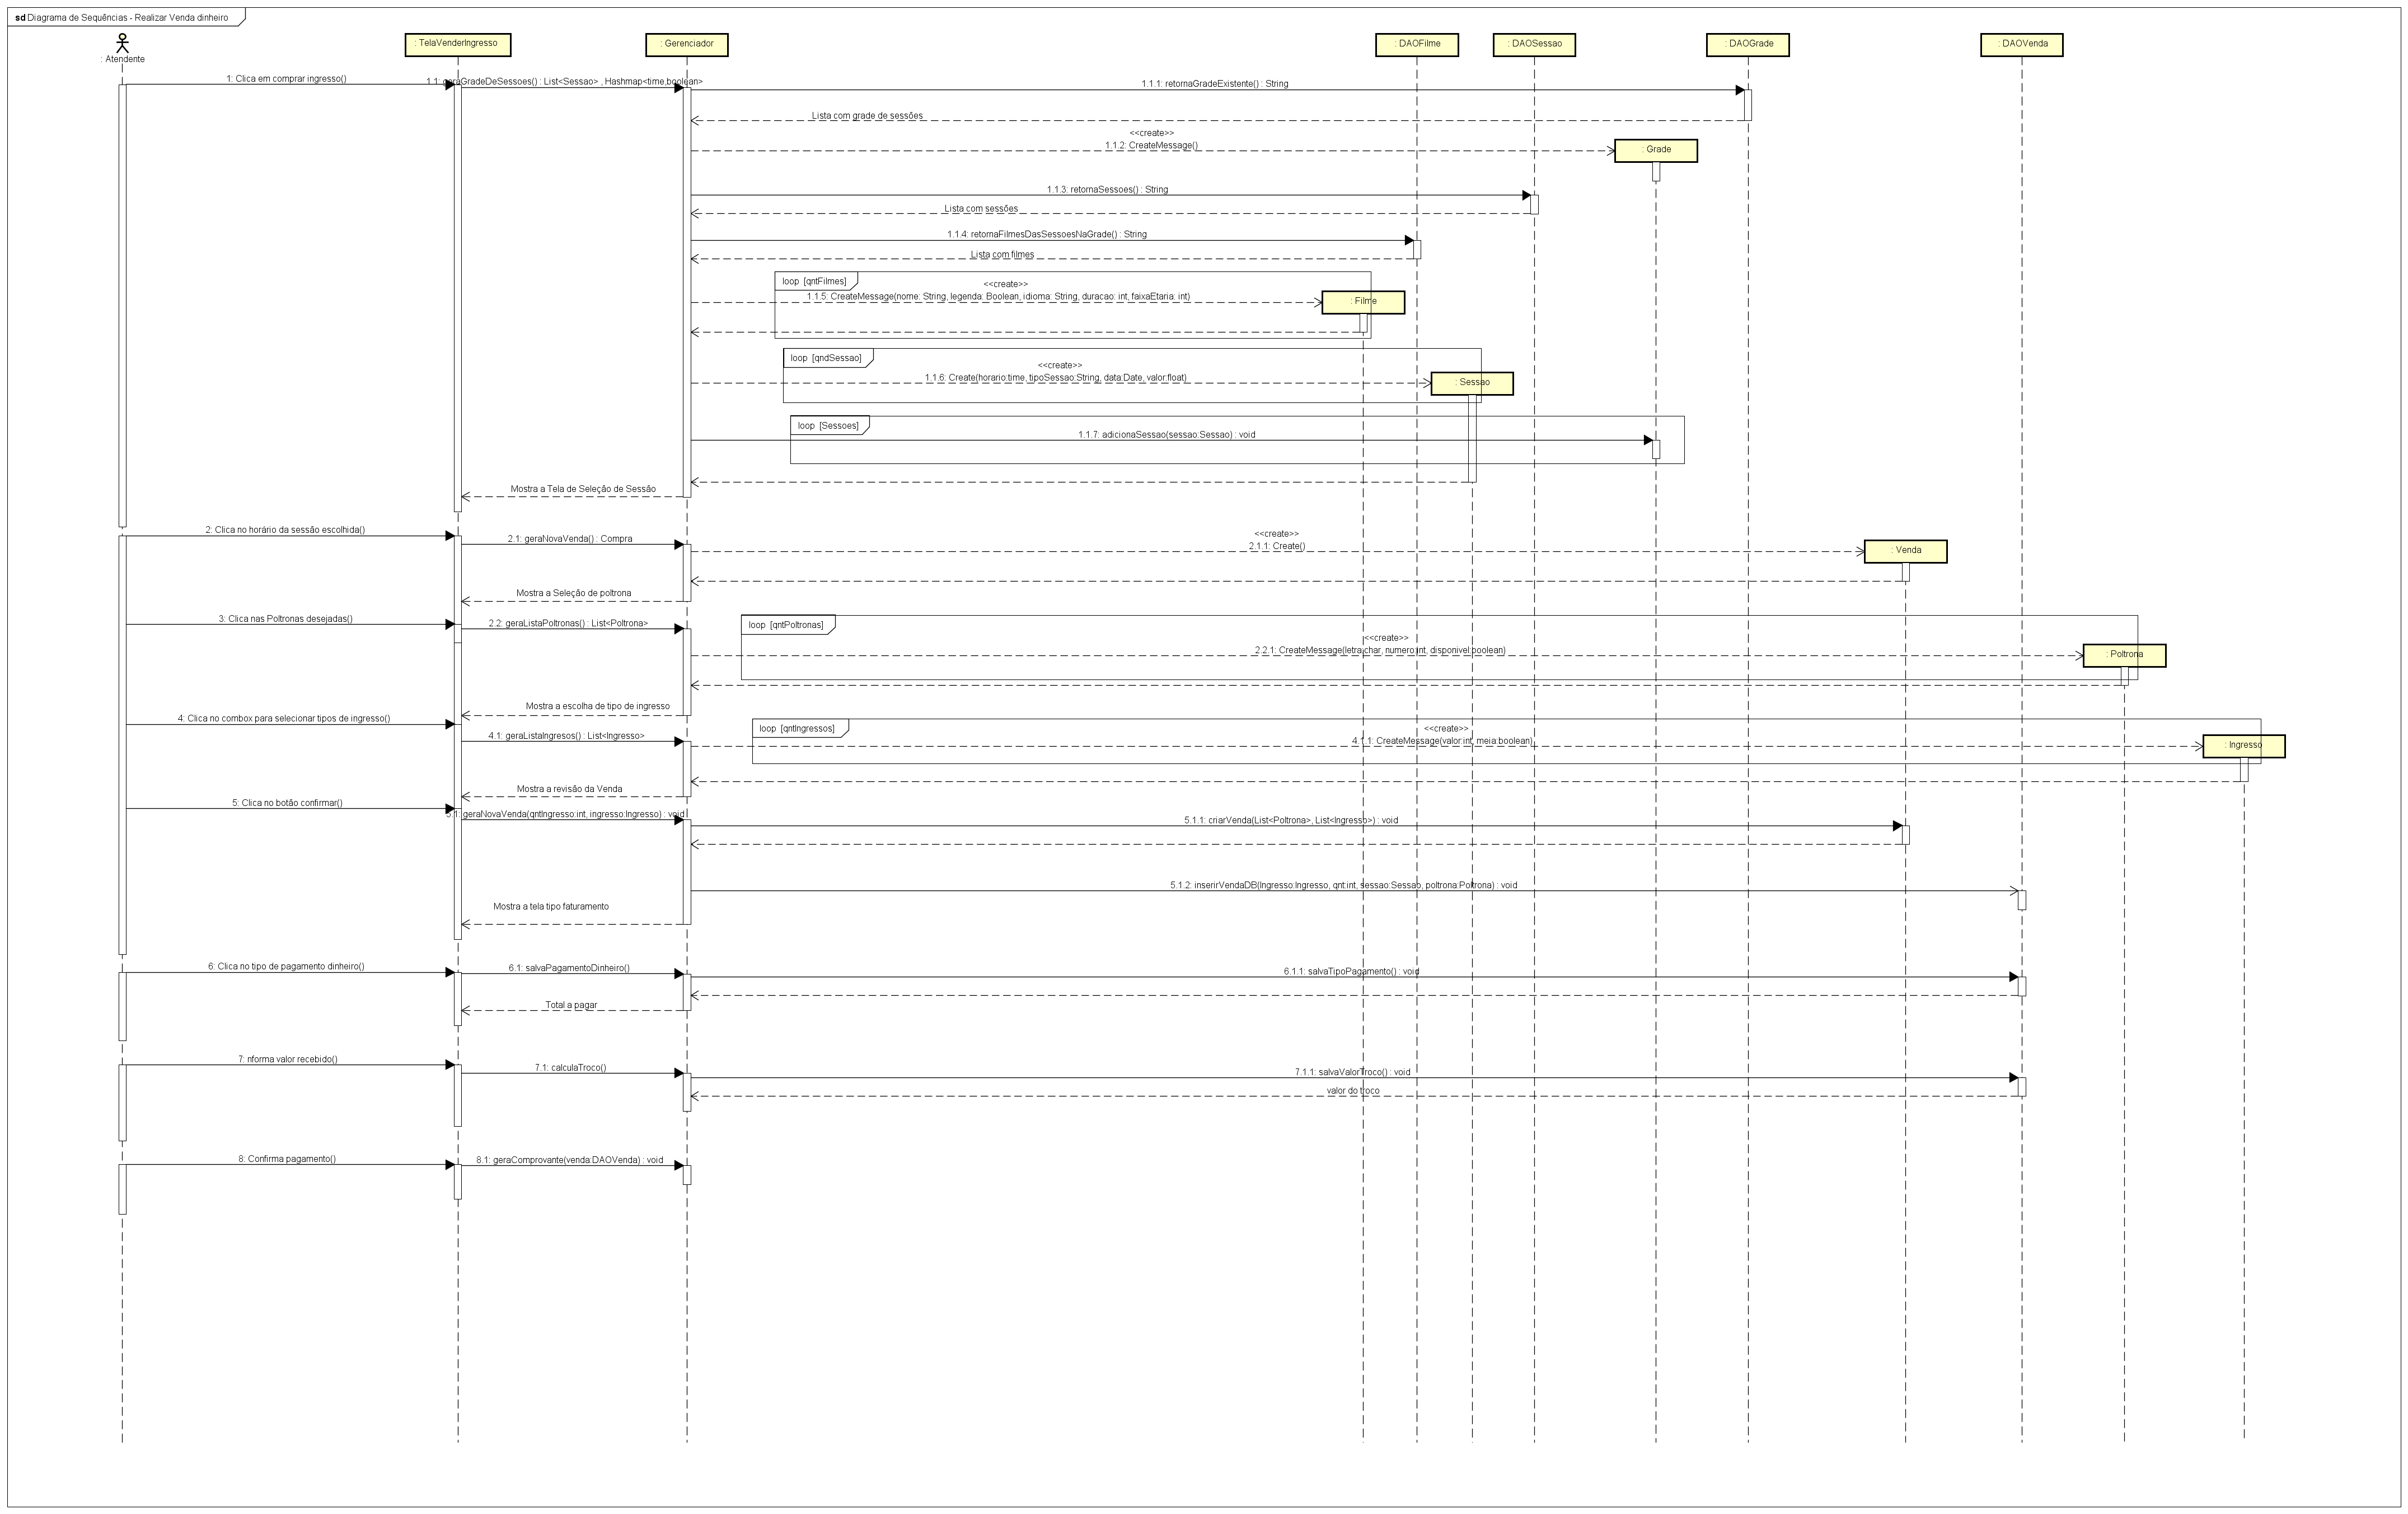 sd Diagrama de Sequências - Realizar Venda dinheiro
: Atendente
: TelaVenderIngresso
: Gerenciador
: DAOFilme
: DAOSessao
: DAOGrade
: DAOVenda
1: Clica em comprar ingresso()
1.1: geraGradeDeSessoes() : List<Sessao> , Hashmap<time,boolean>
1.1.1: retornaGradeExistente() : String
Lista com grade de sessões
<<create>>
1.1.2: CreateMessage()
: Grade
1.1.3: retornaSessoes() : String
Lista com sessões
1.1.4: retornaFilmesDasSessoesNaGrade() : String
Lista com filmes
loop [qntFilmes]
<<create>>
1.1.5: CreateMessage(nome: String, legenda: Boolean, idioma: String, duracao: int, faixaEtaria: int)
: Filme
loop [qndSessao]
<<create>>
1.1.6: Create(horario:time, tipoSessao:String, data:Date, valor:float)
: Sessao
loop [Sessoes]
1.1.7: adicionaSessao(sessao:Sessao) : void
Mostra a Tela de Seleção de Sessão
2: Clica no horário da sessão escolhida()
2.1: geraNovaVenda() : Compra
<<create>>
2.1.1: Create()
: Venda
Mostra a Seleção de poltrona
3: Clica nas Poltronas desejadas()
2.2: geraListaPoltronas() : List<Poltrona>
loop [qntPoltronas]
<<create>>
2.2.1: CreateMessage(letra:char, numero:int, disponivel:boolean)
: Poltrona
Mostra a escolha de tipo de ingresso
4: Clica no combox para selecionar tipos de ingresso()
4.1: geraListaIngresos() : List<Ingresso>
loop [qntIngressos]
<<create>>
4.1.1: CreateMessage(valor:int, meia:boolean)
: Ingresso
Mostra a revisão da Venda
5: Clica no botão confirmar()
5.1: geraNovaVenda(qntIngresso:int, ingresso:Ingresso) : void
5.1.1: criarVenda(List<Poltrona>, List<Ingresso>) : void
5.1.2: inserirVendaDB(Ingresso:Ingresso, qnt:int, sessao:Sessao, poltrona:Poltrona) : void
Mostra a tela tipo faturamento
6: Clica no tipo de pagamento dinheiro()
6.1: salvaPagamentoDinheiro()
6.1.1: salvaTipoPagamento() : void
Total a pagar
7: nforma valor recebido()
7.1: calculaTroco()
7.1.1: salvaValorTroco() : void
valor do troco
8: Confirma pagamento()
8.1: geraComprovante(venda:DAOVenda) : void